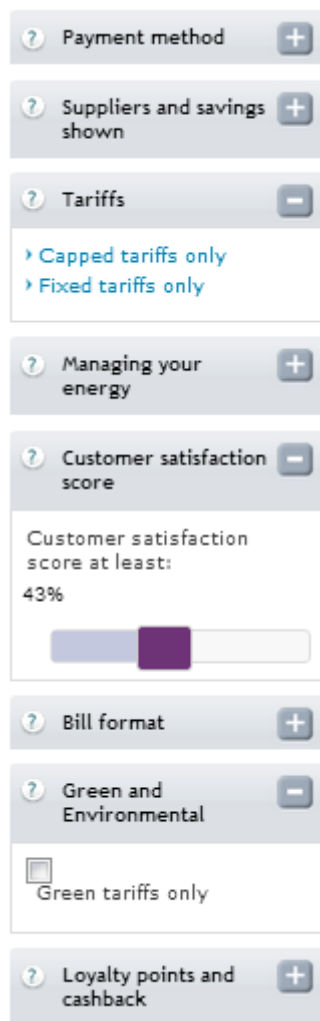 ? Payment method +
? Suppliers and savings +
shown
? Tariffs -
› Capped tariffs only
› Fixed tariffs only
? Managing your +
energy
? Customer satisfaction -
score
Customer satisfaction
score at least:
43%
? Bill format +
? Green and -
Environmental
Green tariffs only
? Loyalty points and +
cashback